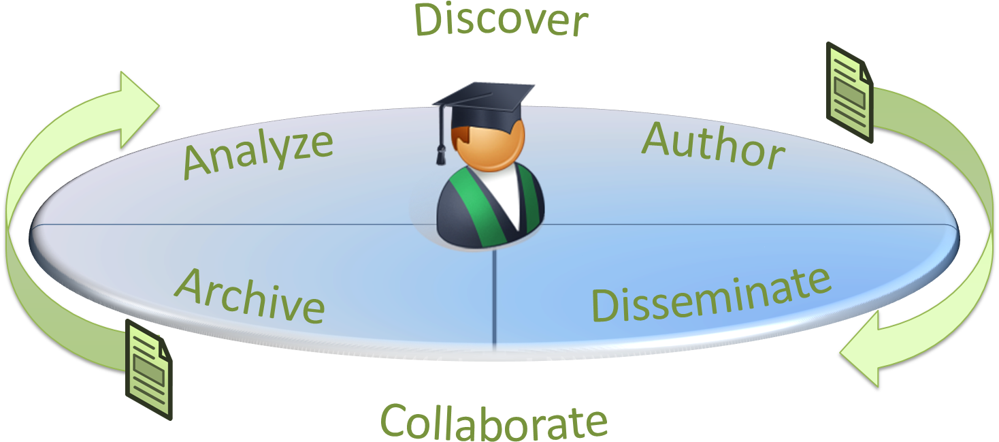 Discover
Analyze
Author
Archive
Disseminate
Collaborate